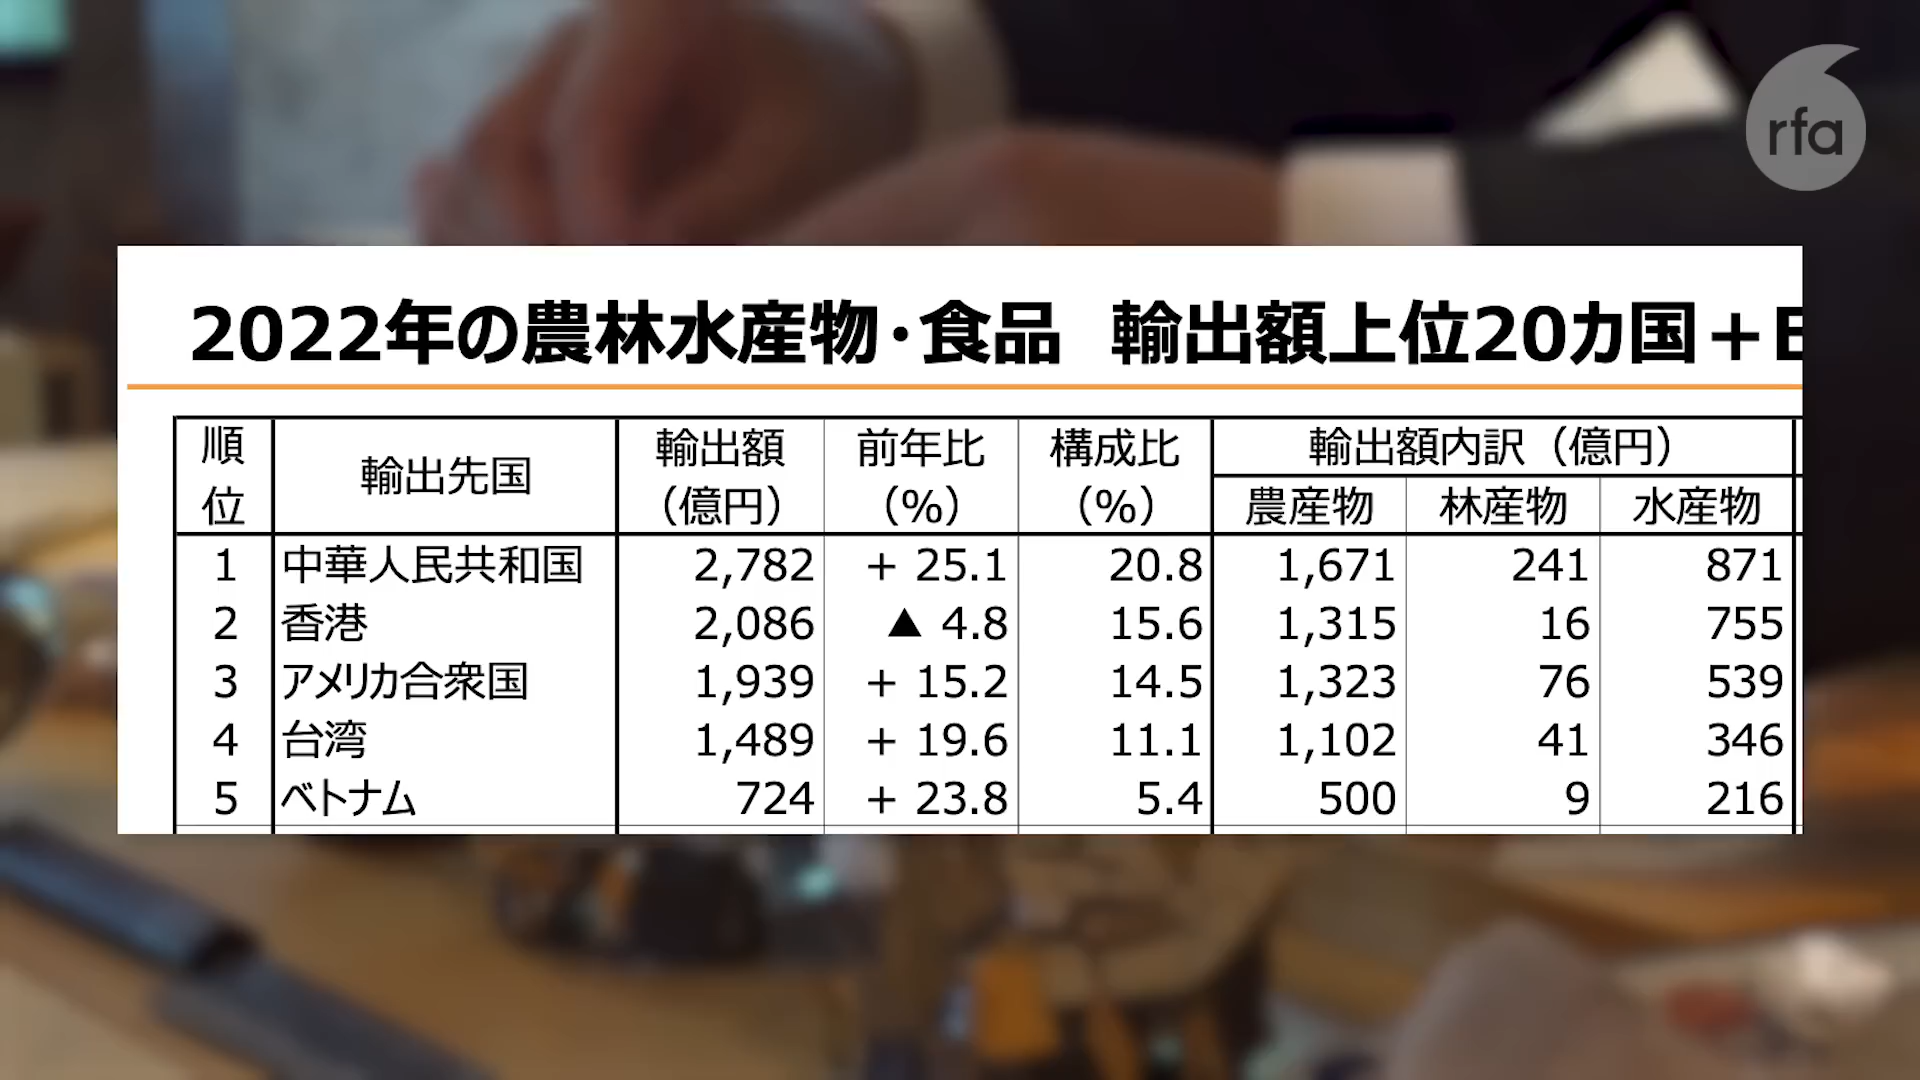 rfa
2022年の農林水産物・食品 輸出額上位20カ国＋E
順位 輸出先国 輸出額（億円） 前年比（%） 構成比（%） 輸出額内訳（億円）
農産物 林産物 水産物
1 中華人民共和国 2,782 + 25.1 20.8 1,671 241 871
2 香港 2,086 ▲ 4.8 15.6 1,315 16 755
3 アメリカ合衆国 1,939 + 15.2 14.5 1,323 76 539
4 台湾 1,489 + 19.6 11.1 1,102 41 346
5 ベトナム 724 + 23.8 5.4 500 9 216